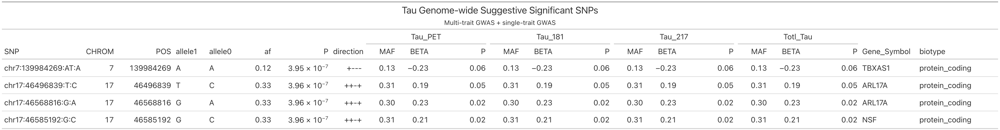 Tau Genome-wide Suggestive Significant SNPs
Multi-trait GWAS + single-trait GWAS
Tau_PET Tau_181 Tau_217 Totl_Tau
SNP CHROM POS allele1 allele0 af P direction MAF BETA P MAF BETA P MAF BETA P MAF BETA P Gene_Symbol biotype
chr7:139984269:AT:A 7 139984269 A A 0.12 3.95 × 10⁻⁷ +--- 0.13 −0.23 0.06 0.13 −0.23 0.06 0.13 −0.23 0.06 0.13 −0.23 0.06 TBXAS1 protein_coding
chr17:46496839:T:C 17 46496839 T C 0.33 3.96 × 10⁻⁷ ++-+ 0.31 0.19 0.05 0.31 0.19 0.05 0.31 0.19 0.05 0.31 0.19 0.05 ARL17A protein_coding
chr17:46568816:G:A 17 46568816 G A 0.33 3.96 × 10⁻⁷ ++-+ 0.30 0.23 0.02 0.30 0.23 0.02 0.30 0.23 0.02 0.30 0.23 0.02 ARL17A protein_coding
chr17:46585192:G:C 17 46585192 G C 0.33 3.96 × 10⁻⁷ ++-+ 0.31 0.21 0.02 0.31 0.21 0.02 0.31 0.21 0.02 0.31 0.21 0.02 NSF protein_coding